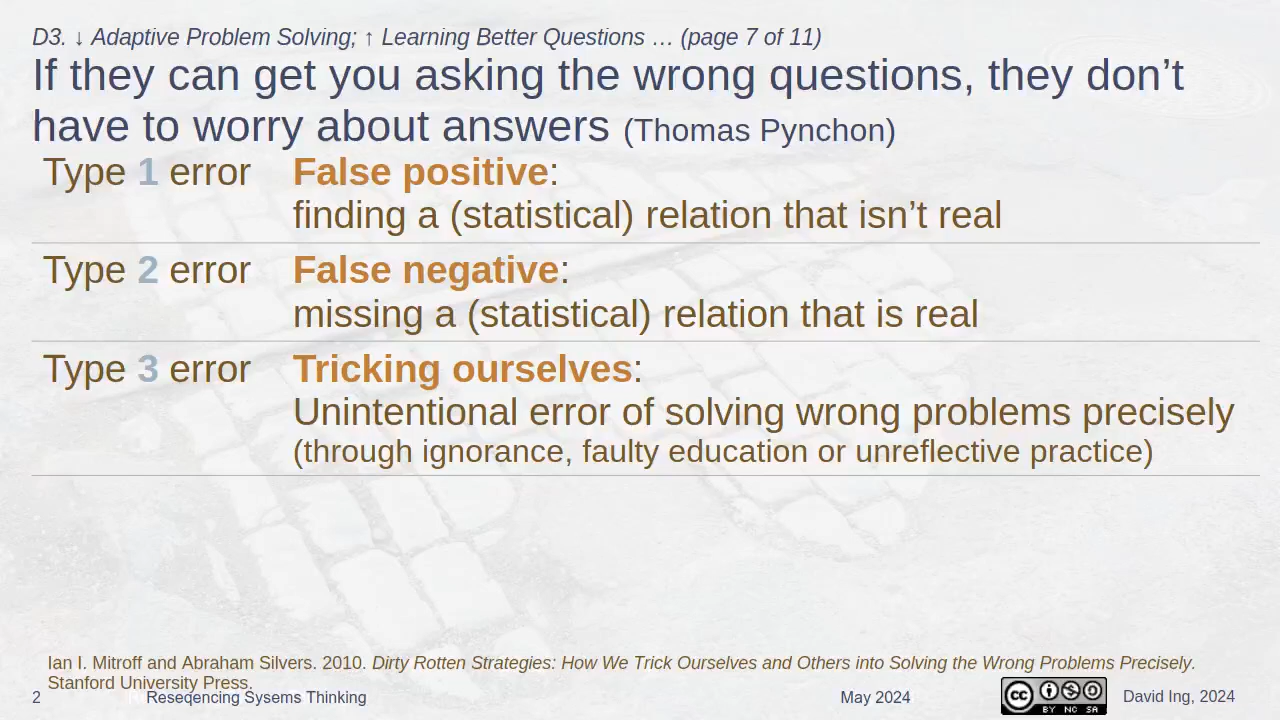 D3. ↓ Adaptive Problem Solving; ↑ Learning Better Questions … (page 7 of 11)
If they can get you asking the wrong questions, they don’t
have to worry about answers (Thomas Pynchon)
Type 1 error False positive:
finding a (statistical) relation that isn’t real
Type 2 error False negative:
missing a (statistical) relation that is real
Type 3 error Tricking ourselves:
Unintentional error of solving wrong problems precisely
(through ignorance, faulty education or unreflective practice)
Ian I. Mitroff and Abraham Silvers. 2010. Dirty Rotten Strategies: How We Trick Ourselves and Others into Solving the Wrong Problems Precisely.
Stanford University Press.
2 Reseqencing Sysems Thinking May 2024 CC BY NC SA David Ing, 2024